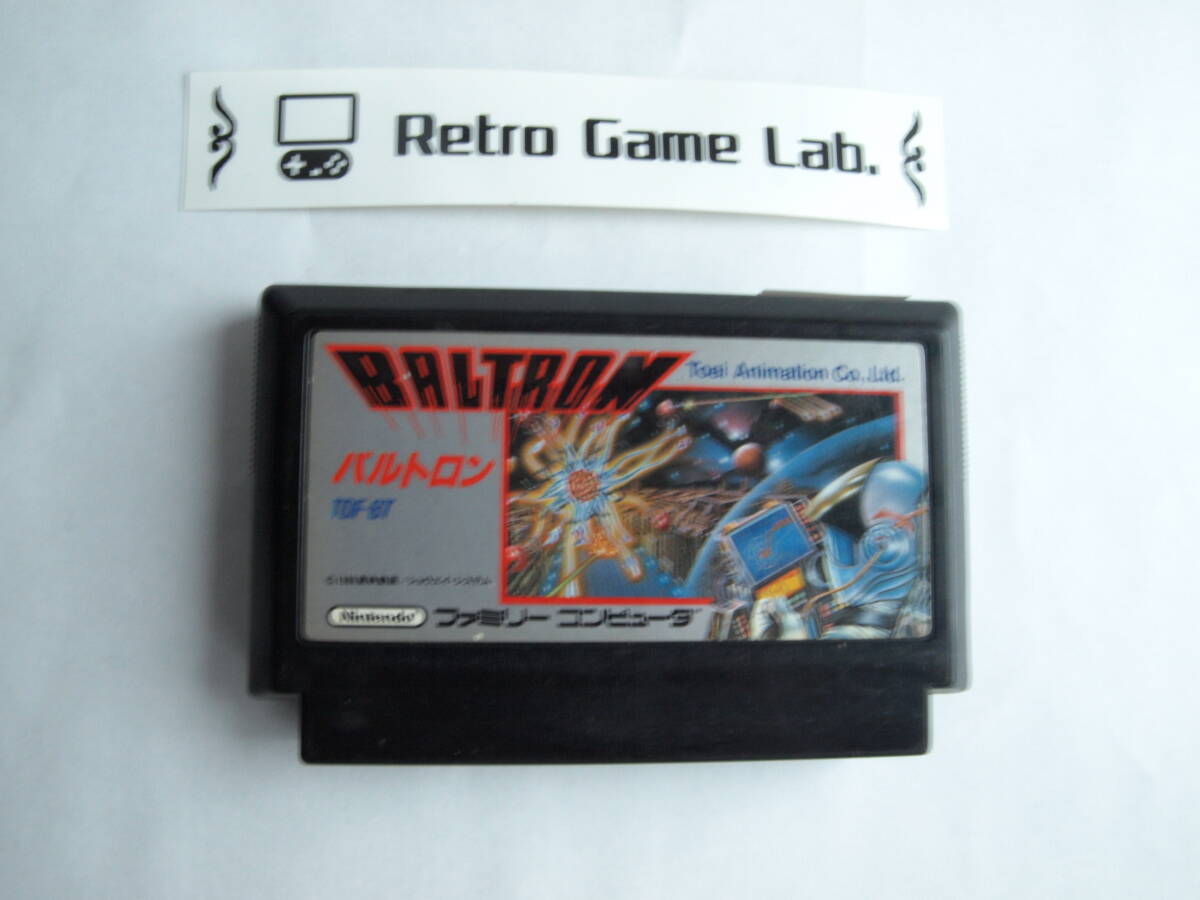 Retro Game Lab.
BALTRON
Toei Animation Co., Ltd.
バルトロン
TDF-BT
Nintendo ファミリーコンピュータ